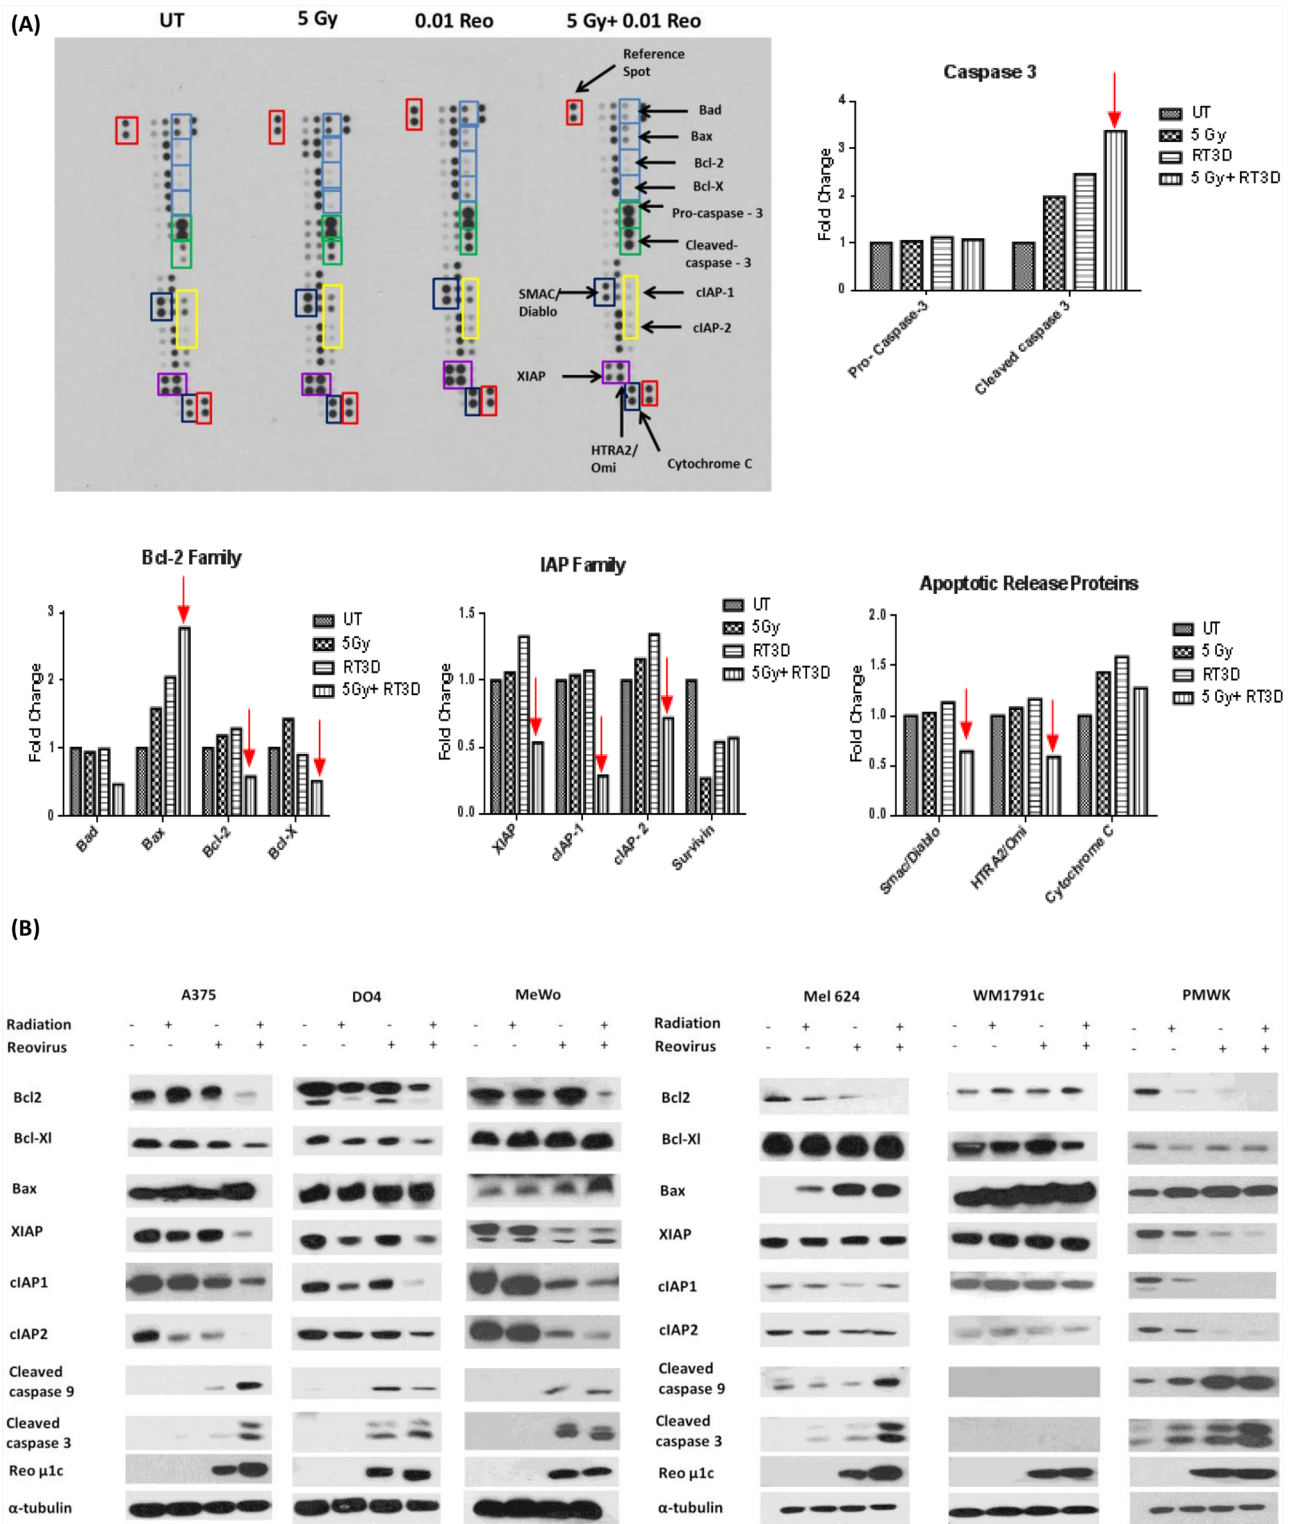 (A)
UT 5 Gy 0.01 Reo 5 Gy+ 0.01 Reo
Reference
Spot
Bad
Bax
Bcl-2
Bcl-X
Pro-caspase - 3
Cleaved-
caspase - 3
SMAC/
Diablo
cIAP-1
cIAP-2
XIAP
HTRA2/
Omi
Cytochrome C
Caspase 3
Fold Change
4
3
2
1
0
Pro- Caspase-3
Cleaved caspase 3
UT
5 Gy
RT3D
5 Gy+ RT3D
Bcl-2 Family
Fold Change
3
2
1
0
Bad
Bax
Bcl-2
Bcl-X
UT
5Gy
RT3D
5Gy+ RT3D
IAP Family
Fold Change
1.5
1.0
0.5
0.0
XIAP
cIAP-1
cIAP- 2
Survivin
UT
5Gy
RT3D
5Gy+ RT3D
Apoptotic Release Proteins
Fold Change
2.0
1.5
1.0
0.5
0.0
Smac/Diablo
HTRA2/Omi
Cytochrome C
UT
5 Gy
RT3D
5 Gy+ RT3D
(B)
A375 DO4 MeWo
Radiation - + - + - + - + - + - +
Reovirus - - + + - - + + - - + +
Bcl2
Bcl-Xl
Bax
XIAP
cIAP1
cIAP2
Cleaved
caspase 9
Cleaved
caspase 3
Reo µ1c
α-tubulin
Mel 624 WM1791c PMWK
Radiation - + - + - + - + - + - +
Reovirus - - + + - - + + - - + +
Bcl2
Bcl-Xl
Bax
XIAP
cIAP1
cIAP2
Cleaved
caspase 9
Cleaved
caspase 3
Reo µ1c
α-tubulin